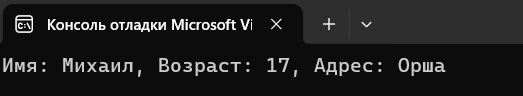 Консоль отладки Microsoft Vi
Имя: Михаил, Возраст: 17, Адрес: Орша